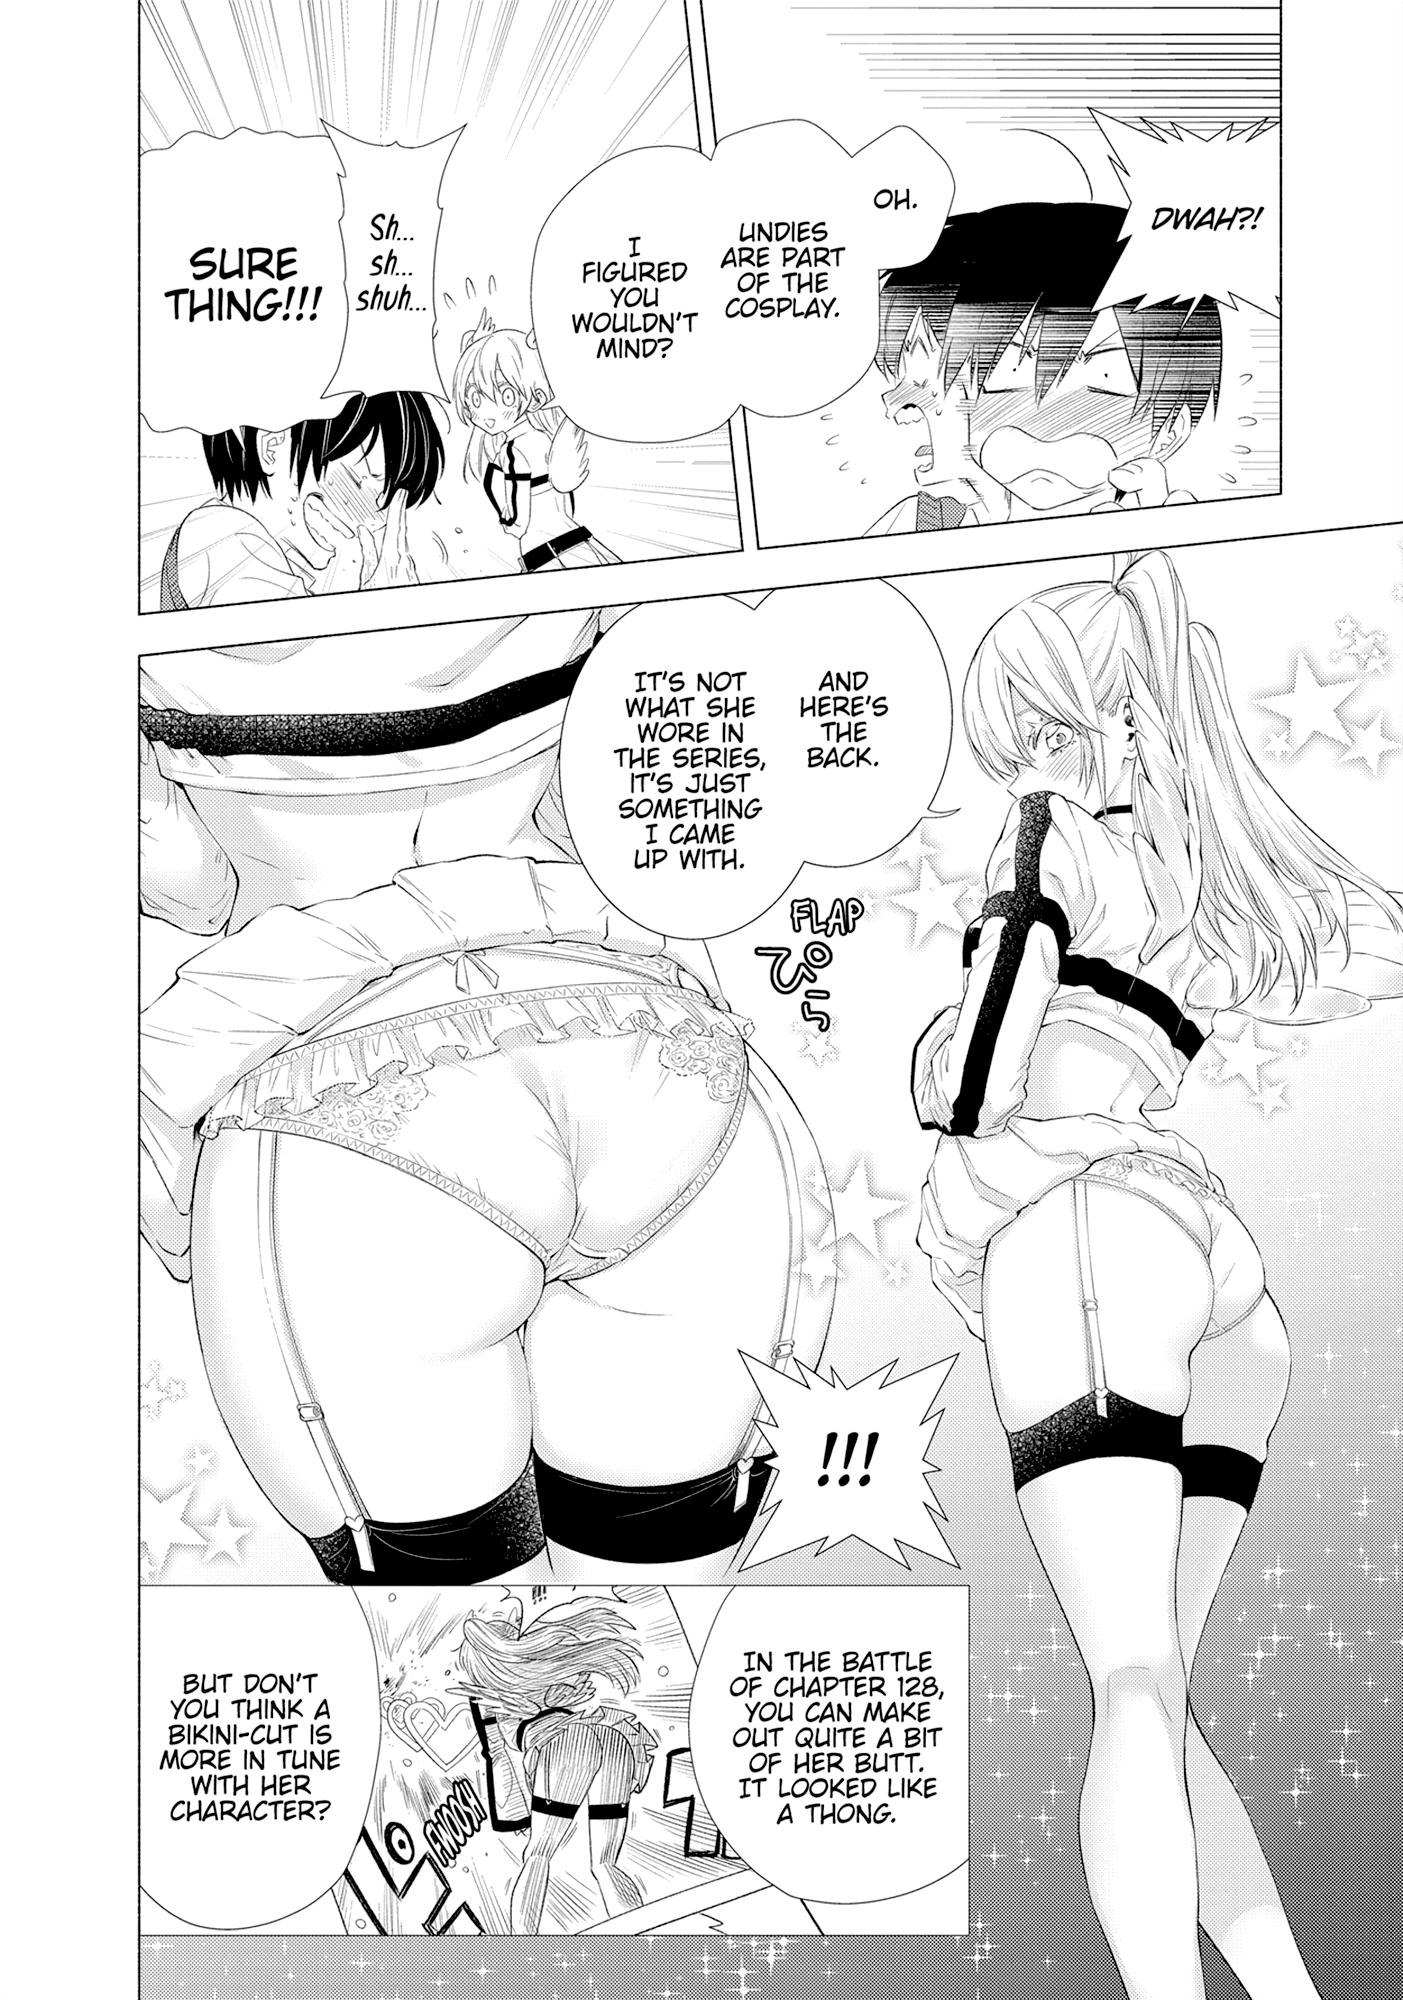 DWAH?!
OH.
UNDIES
ARE PART
OF THE
COSPLAY.
I
FIGURED
YOU
WOULDN'T
MIND?
Sh...
sh...
shuh...
SURE
THING!!!
AND
HERE'S
THE
BACK.
IT'S NOT
WHAT SHE
WORE IN
THE SERIES,
IT'S JUST
SOMETHING
I CAME
UP WITH.
FLAP
ぴら
!!!
IN THE BATTLE
OF CHAPTER 128,
YOU CAN MAKE
OUT QUITE A BIT
OF HER BUTT.
IT LOOKED LIKE
A THONG.
!!!
FWOOSH
BUT DON'T
YOU THINK A
BIKINI-CUT IS
MORE IN TUNE
WITH HER
CHARACTER?